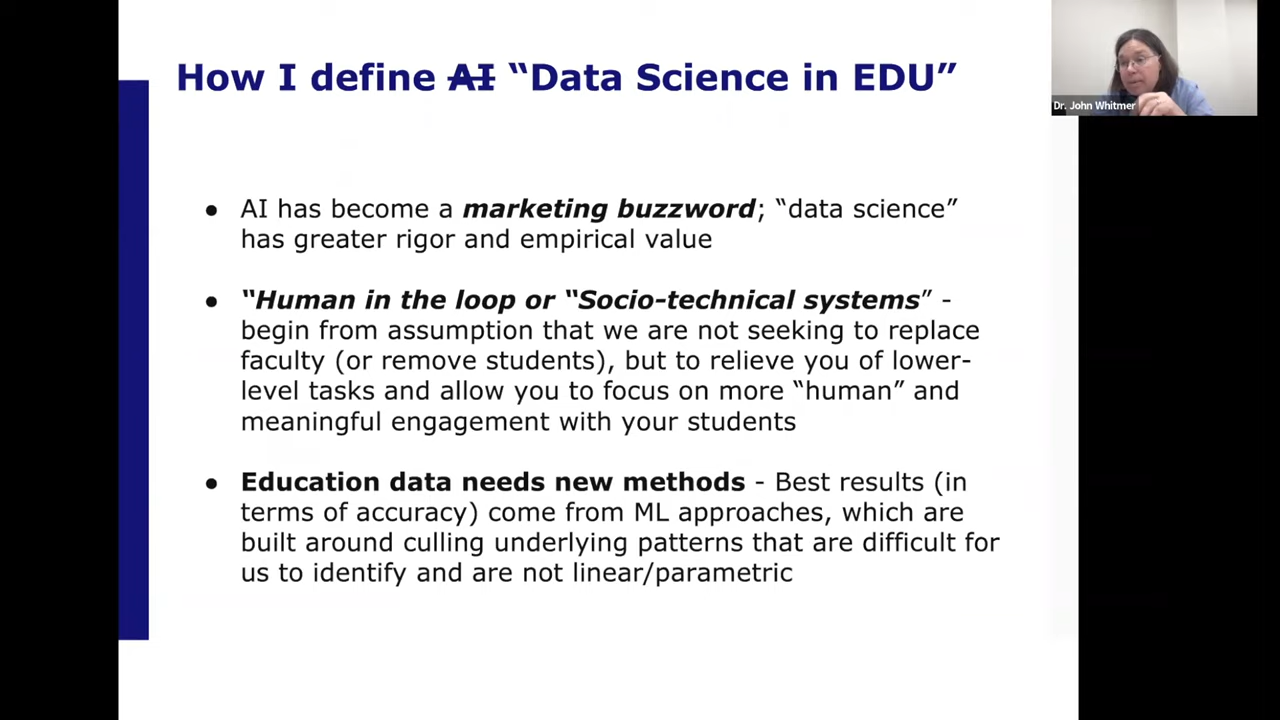 How I define AI “Data Science in EDU”
Dr. John Whitmer
● AI has become a marketing buzzword; “data science”
has greater rigor and empirical value
● “Human in the loop or “Socio-technical systems” -
begin from assumption that we are not seeking to replace
faculty (or remove students), but to relieve you of lower-
level tasks and allow you to focus on more “human” and
meaningful engagement with your students
● Education data needs new methods - Best results (in
terms of accuracy) come from ML approaches, which are
built around culling underlying patterns that are difficult for
us to identify and are not linear/parametric